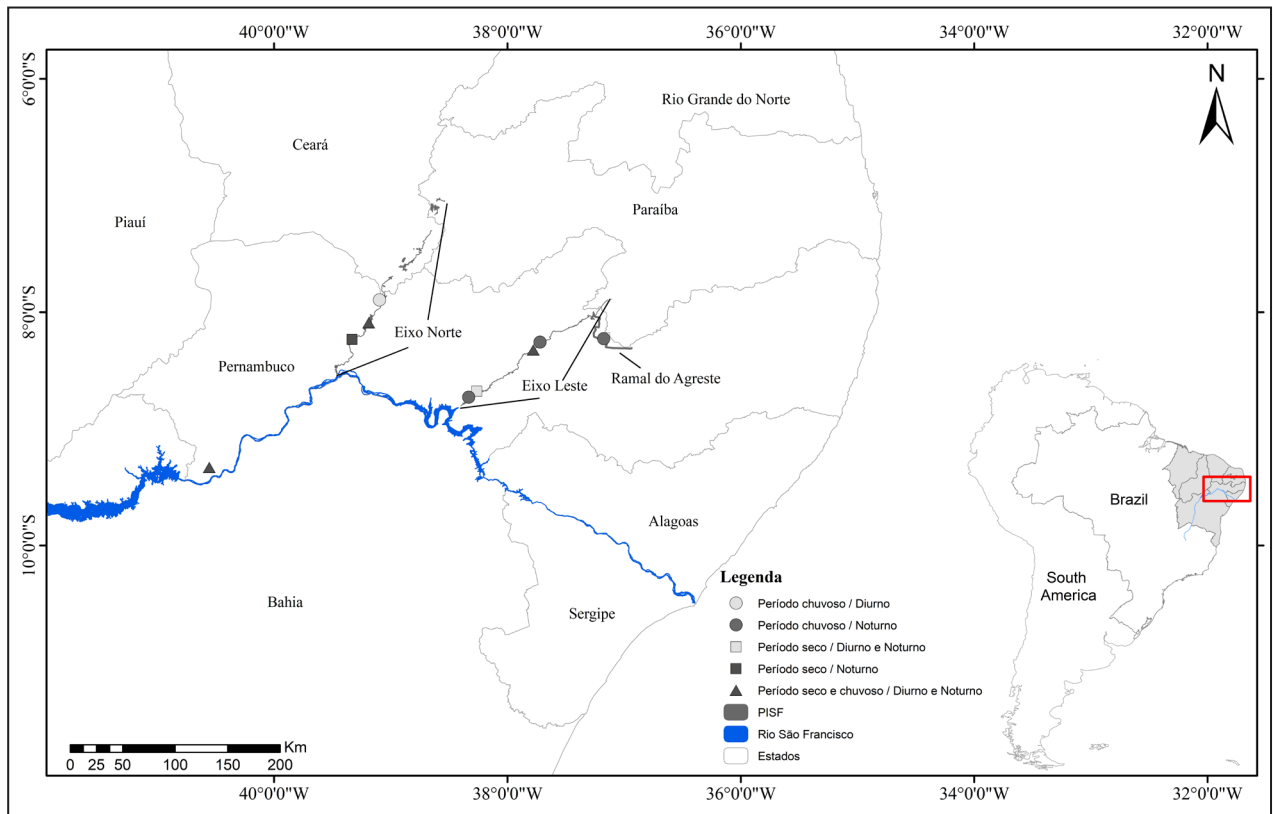 40°0'0"W 38°0'0"W 36°0'0"W 34°0'0"W 32°0'0"W
6°0'0"S
N
Rio Grande do Norte
Ceará
Paraíba
Piauí
8°0'0"S
Eixo Norte
Pernambuco
Eixo Leste
Ramal do Agreste
Brazil
Alagoas
10°0'0"S
Legenda
South
America
Bahia
Sergipe
Período chuvoso / Diurno
Período chuvoso / Noturno
Período seco / Diurno e Noturno
Período seco / Noturno
Período seco e chuvoso / Diurno e Noturno
PISF
Rio São Francisco
Estados
Km
0 25 50 100 150 200
40°0'0"W 38°0'0"W 36°0'0"W 34°0'0"W 32°0'0"W